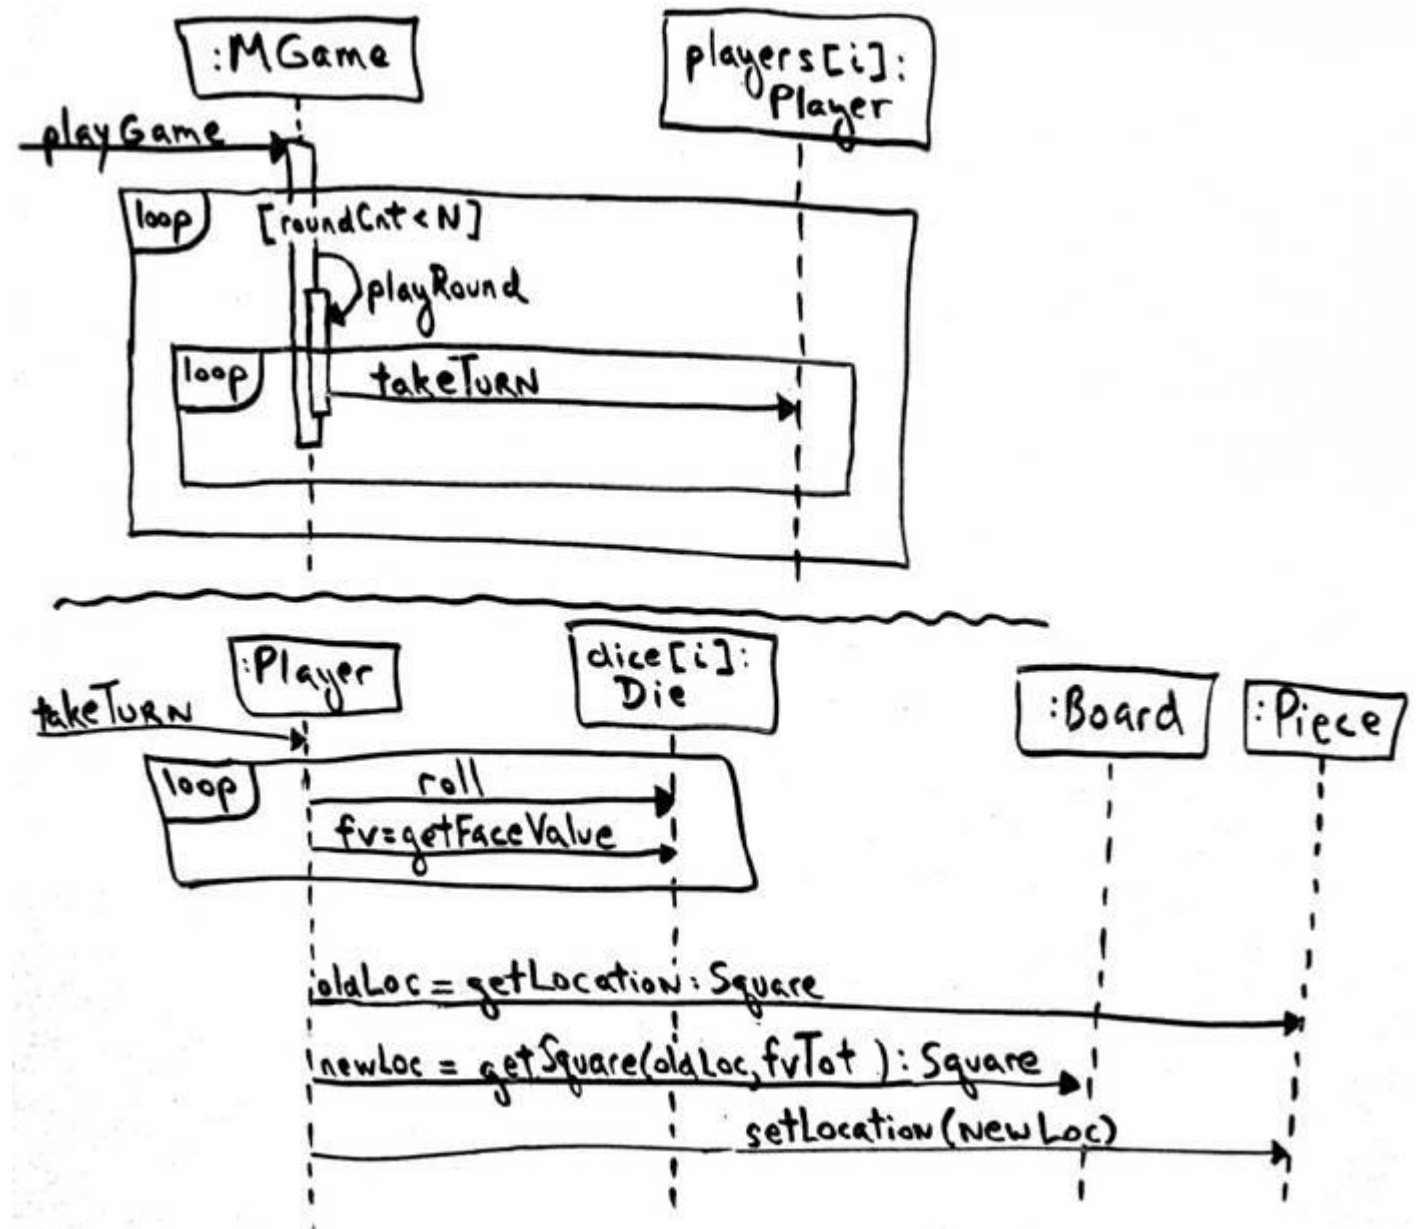 :MGame
players[i]:
Player
playGame
loop
[roundCnt < N]
playRound
loop
takeTurn
:Player
dice[i]:
Die
:Board
:Piece
takeTurn
loop
roll
fv=getFaceValue
oldLoc = getLocation: Square
newLoc = getSquare(oldLoc, fvTot ) : Square
setLocation(newLoc)